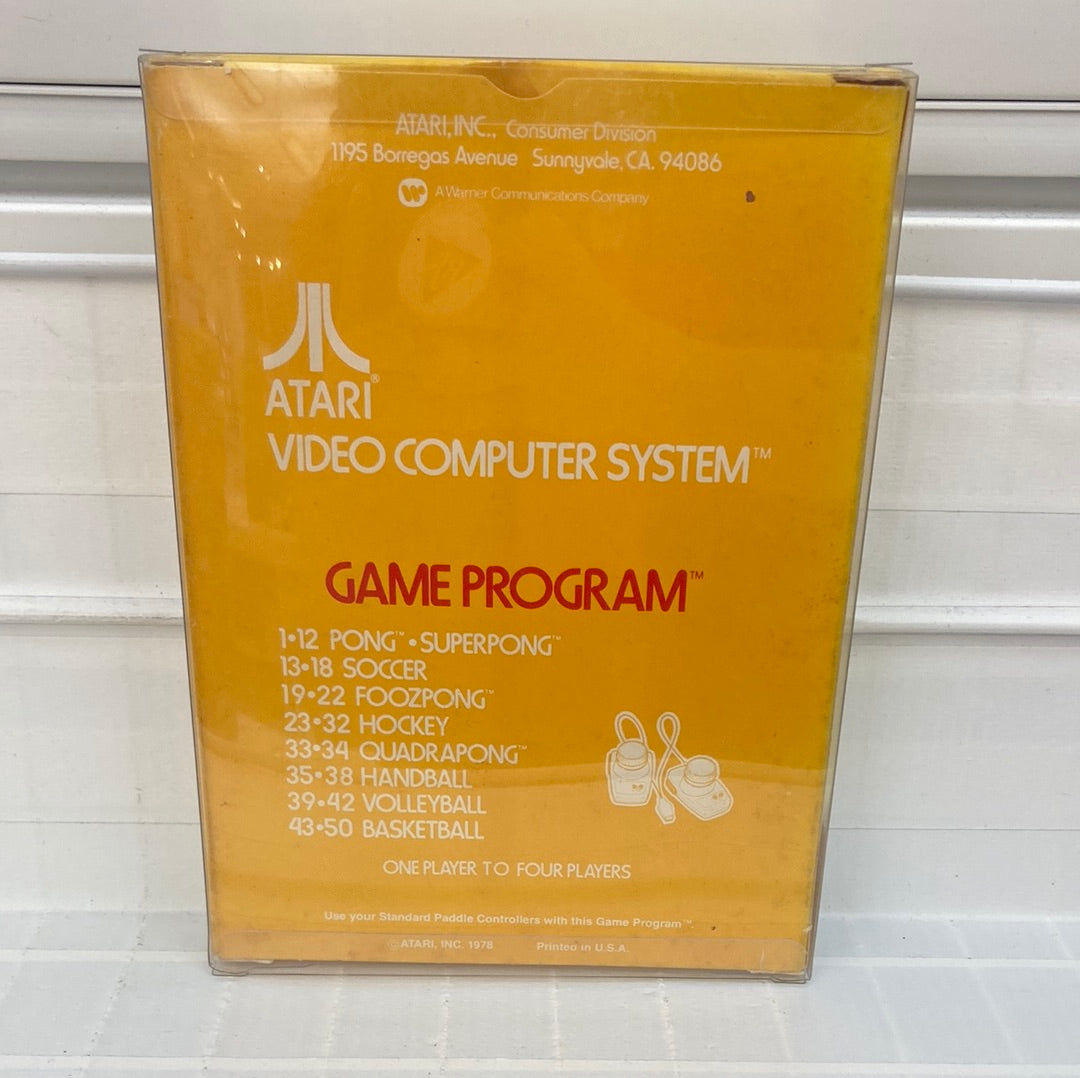 ATARI, INC., Consumer Division
1195 Borregas Avenue Sunnyvale, CA. 94086
A Warner Communications Company
ATARI®
VIDEO COMPUTER SYSTEM™
GAME PROGRAM™
1•12 PONG™ • SUPERPONG™
13•18 SOCCER
19•22 FOOZPONG™
23•32 HOCKEY
33•34 QUADRAPONG™
35•38 HANDBALL
39•42 VOLLEYBALL
43•50 BASKETBALL
ONE PLAYER TO FOUR PLAYERS
Use your Standard Paddle Controllers with this Game Program™.
© ATARI, INC. 1978 Printed in U.S.A.